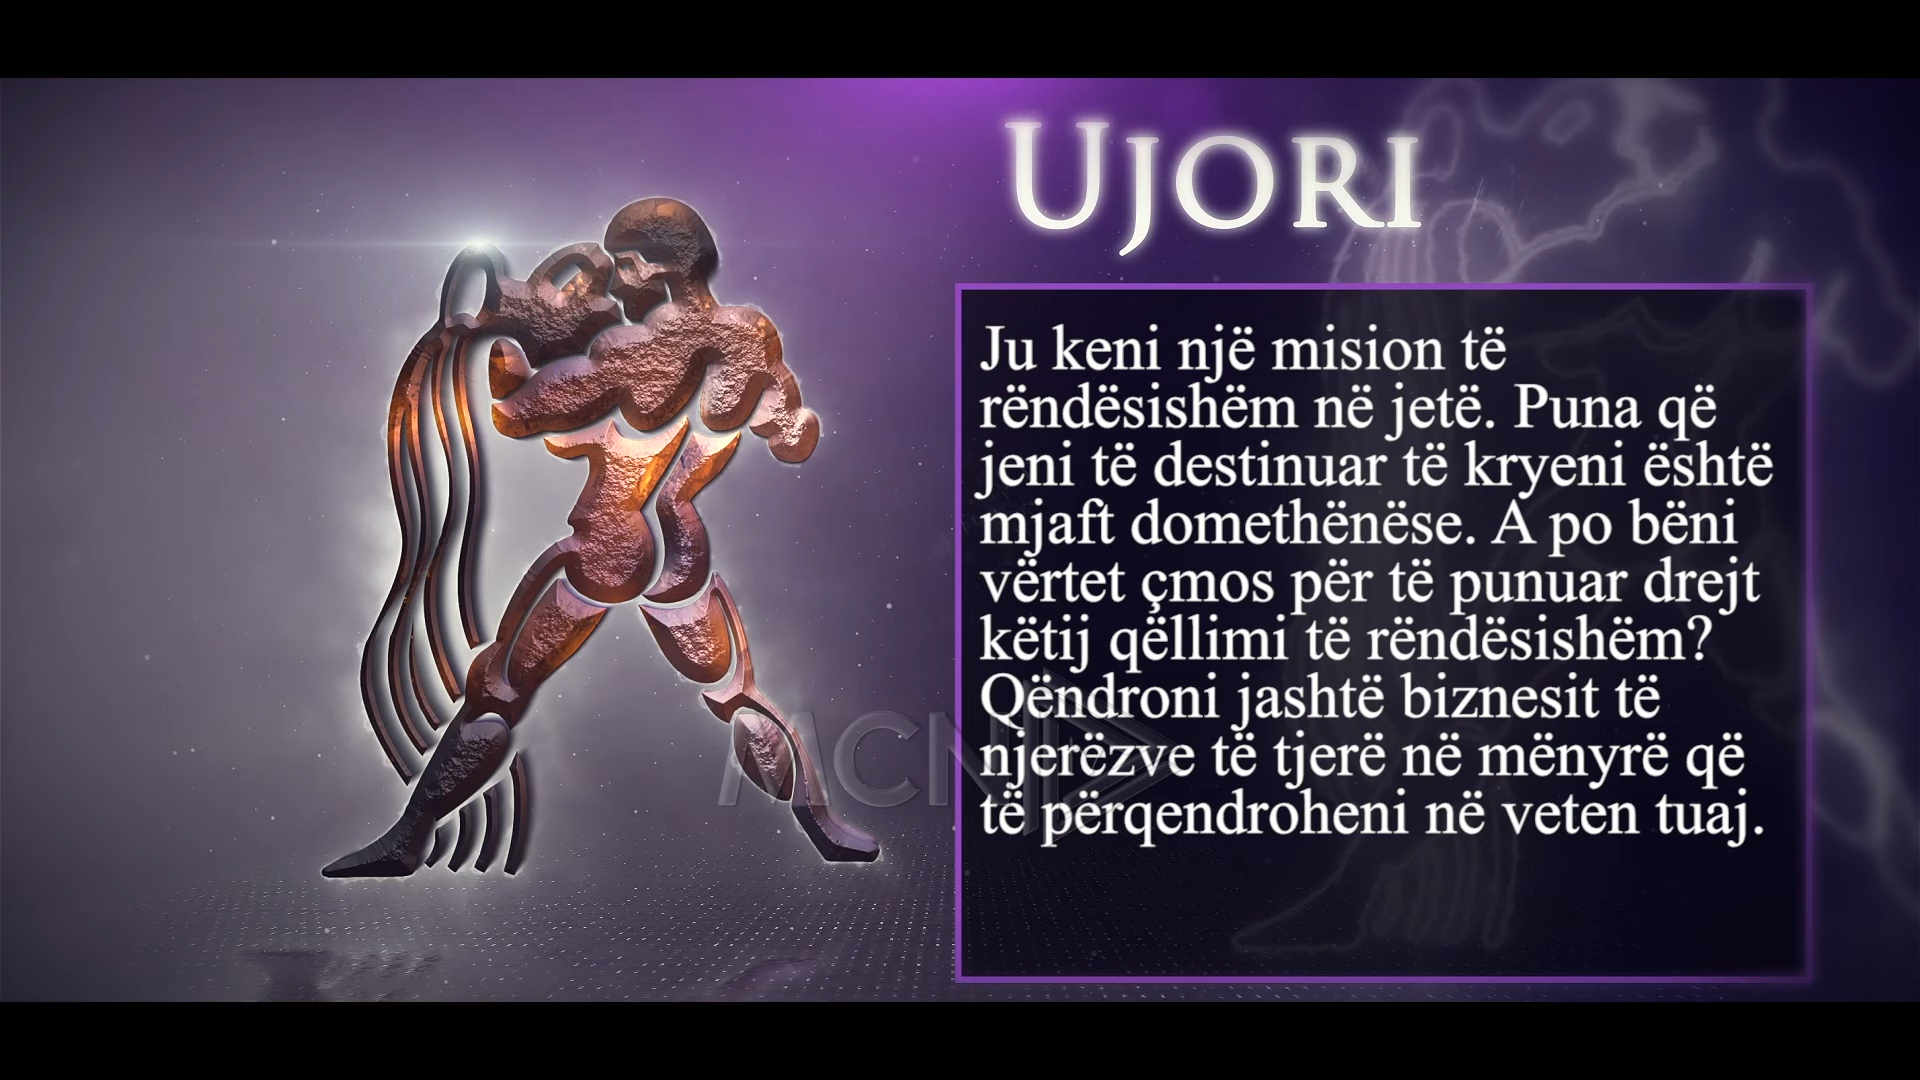 Ujori
Ju keni një mision të
rëndësishëm në jetë. Puna që
jeni të destinuar të kryeni është
mjaft domethënëse. A po bëni
vërtet çmos për të punuar drejt
këtij qëllimi të rëndësishëm?
Qëndroni jashtë biznesit të
njerëzve të tjerë në mënyrë që
të përqendroheni në veten tuaj.
MCN